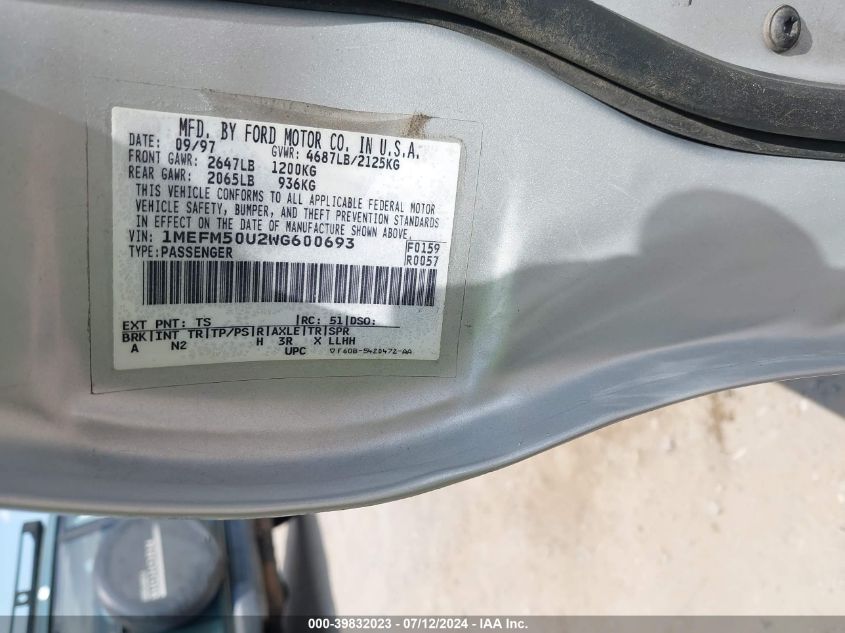 MFD. BY FORD MOTOR CO. IN U.S.A.
DATE: 09/97 GVWR: 4687LB/2125KG
FRONT GAWR: 2647LB 1200KG
REAR GAWR: 2065LB 936KG
THIS VEHICLE CONFORMS TO ALL APPLICABLE FEDERAL MOTOR
VEHICLE SAFETY, BUMPER, AND THEFT PREVENTION STANDARDS
IN EFFECT ON THE DATE OF MANUFACTURE SHOWN ABOVE.
VIN: 1MEFM50U2WG600693
F0159
TYPE:PASSENGER
R0057
EXT PNT: TS |RC: 51|DSO:
BRK|INT TR|TP/PS|R|AXLE|TR|SPR
A N2 H 3R X LLHH
UPC ▽F60B-5420472-AA
000-39832023 - 07/12/2024 - IAA Inc.